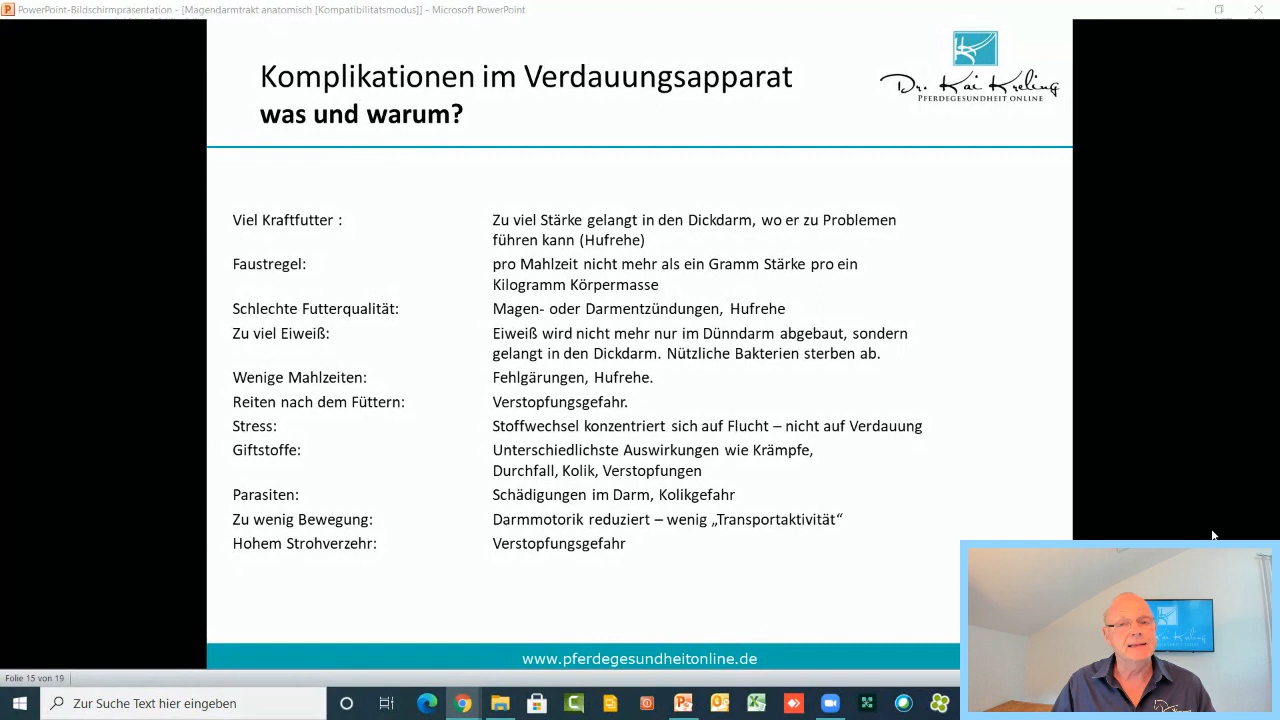 PowerPoint-Bildschirmpräsentation - [Magendarmtrakt anatomisch [Kompatibilitätsmodus]] - Microsoft PowerPoint
Komplikationen im Verdauungsapparat
was und warum?
Dr. Kai Kreling
PFERDEGESUNDHEIT ONLINE
Viel Kraftfutter : Zu viel Stärke gelangt in den Dickdarm, wo er zu Problemen
führen kann (Hufrehe)
Faustregel: pro Mahlzeit nicht mehr als ein Gramm Stärke pro ein
Kilogramm Körpermasse
Schlechte Futterqualität: Magen- oder Darmentzündungen, Hufrehe
Zu viel Eiweiß: Eiweiß wird nicht mehr nur im Dünndarm abgebaut, sondern
gelangt in den Dickdarm. Nützliche Bakterien sterben ab.
Wenige Mahlzeiten: Fehlgärungen, Hufrehe.
Reiten nach dem Füttern: Verstopfungsgefahr.
Stress: Stoffwechsel konzentriert sich auf Flucht – nicht auf Verdauung
Giftstoffe: Unterschiedlichste Auswirkungen wie Krämpfe,
Durchfall, Kolik, Verstopfungen
Parasiten: Schädigungen im Darm, Kolikgefahr
Zu wenig Bewegung: Darmmotorik reduziert – wenig „Transportaktivität“
Hohem Strohverzehr: Verstopfungsgefahr
www.pferdegesundheitonline.de
Folie 15 von 19
Zur Suche Text hier eingeben